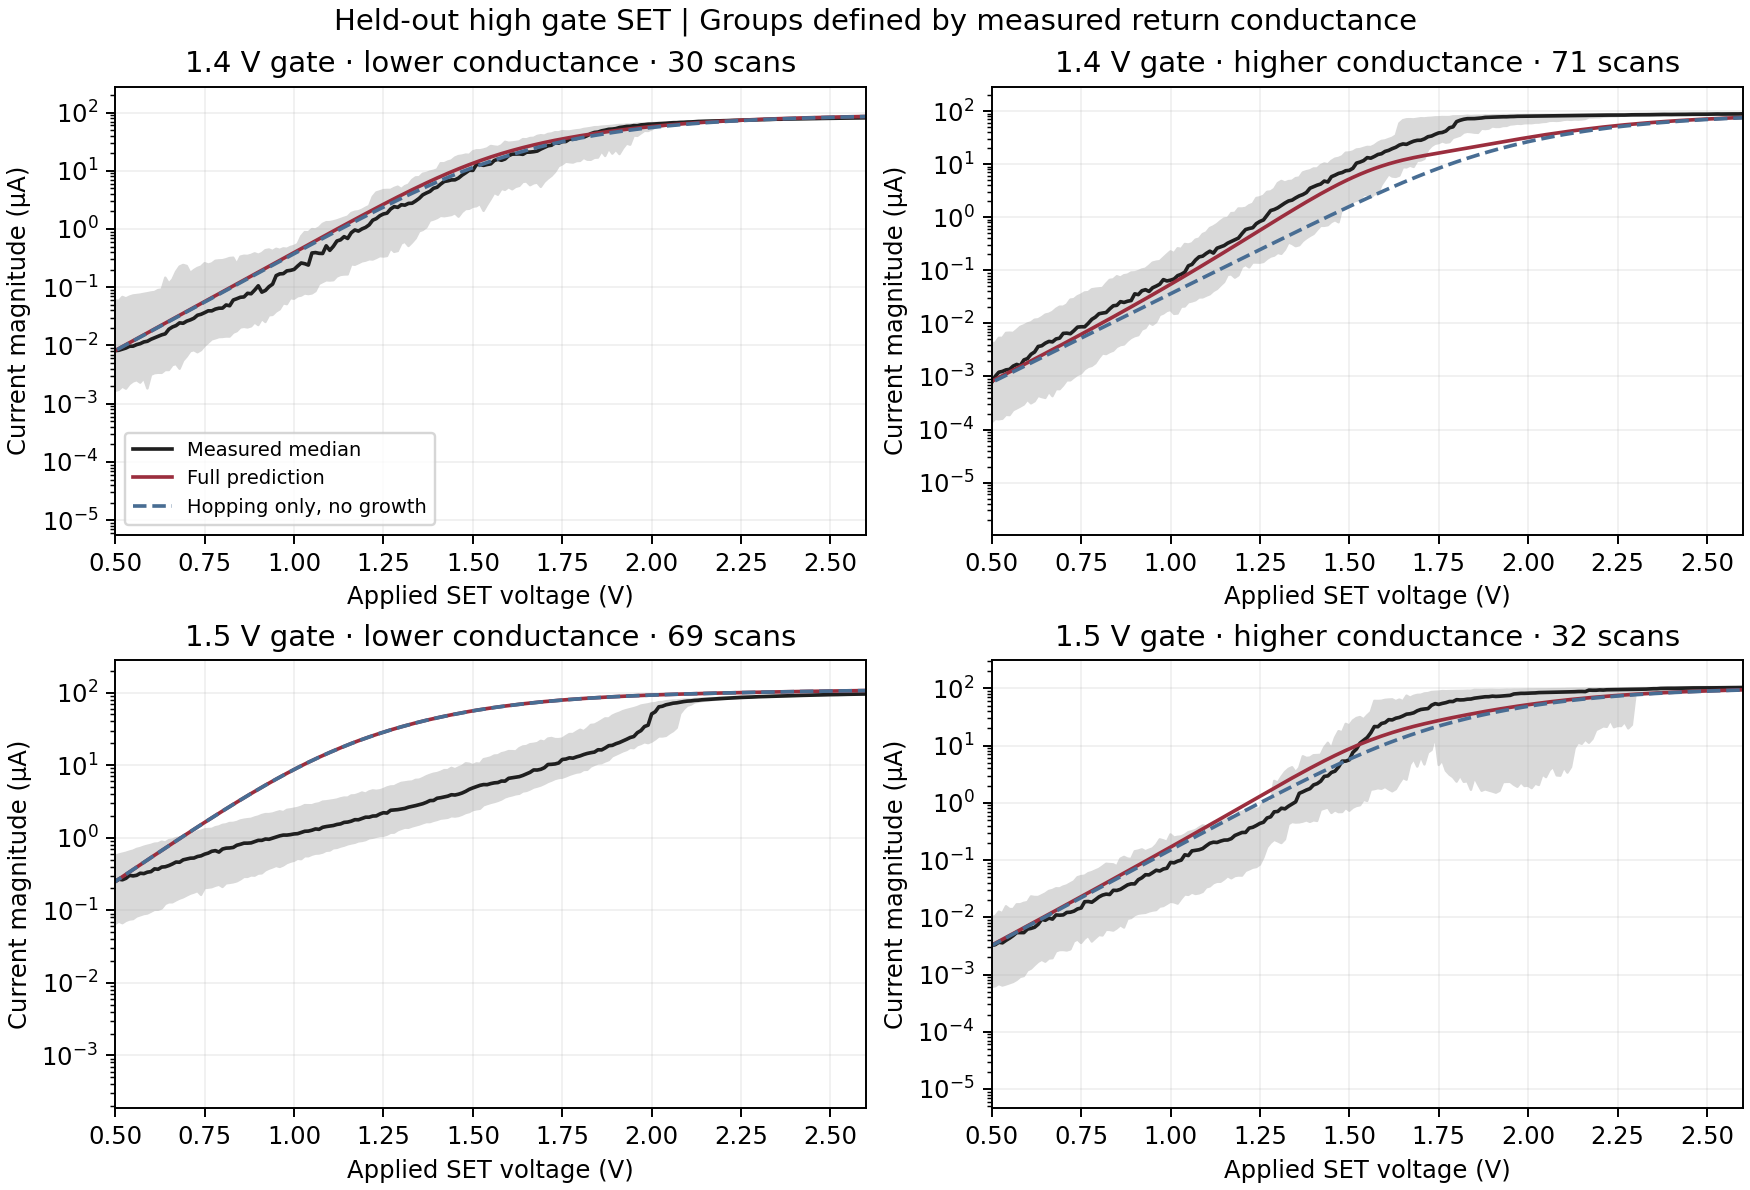 Held-out high gate SET | Groups defined by measured return conductance
1.4 V gate · lower conductance · 30 scans
Current magnitude (µA)
10²
10¹
10⁰
10⁻¹
10⁻²
10⁻³
10⁻⁴
10⁻⁵
Measured median
Full prediction
Hopping only, no growth
0.50 0.75 1.00 1.25 1.50 1.75 2.00 2.25 2.50
Applied SET voltage (V)
1.4 V gate · higher conductance · 71 scans
Current magnitude (µA)
10²
10¹
10⁰
10⁻¹
10⁻²
10⁻³
10⁻⁴
10⁻⁵
0.50 0.75 1.00 1.25 1.50 1.75 2.00 2.25 2.50
Applied SET voltage (V)
1.5 V gate · lower conductance · 69 scans
Current magnitude (µA)
10²
10¹
10⁰
10⁻¹
10⁻²
10⁻³
0.50 0.75 1.00 1.25 1.50 1.75 2.00 2.25 2.50
Applied SET voltage (V)
1.5 V gate · higher conductance · 32 scans
Current magnitude (µA)
10²
10¹
10⁰
10⁻¹
10⁻²
10⁻³
10⁻⁴
10⁻⁵
0.50 0.75 1.00 1.25 1.50 1.75 2.00 2.25 2.50
Applied SET voltage (V)